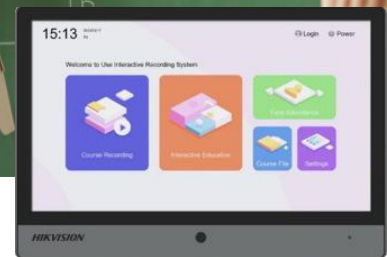 15:13
Login Power
Welcome to Use Interactive Recording System
Course Recording
Interactive Education
Face Attendance
Course File
Settings
HIKVISION